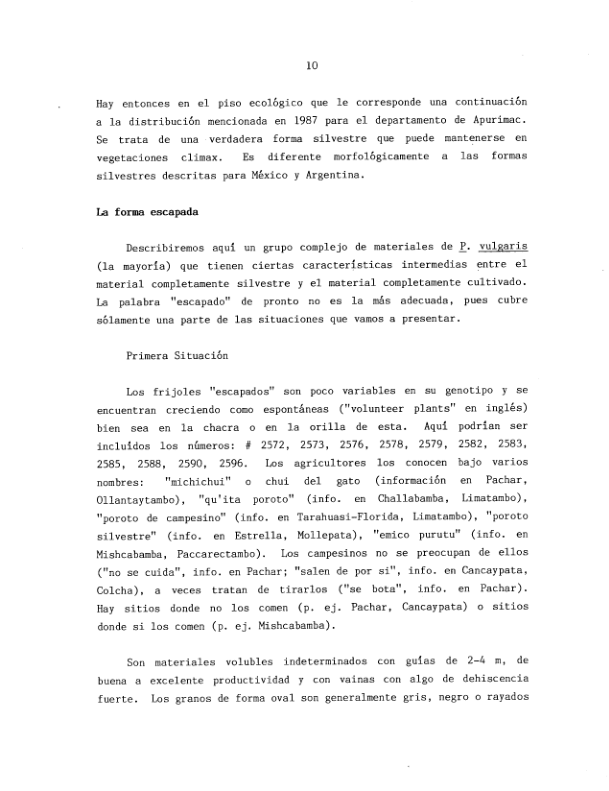 10
Hay entonces en el piso ecológico que le corresponde una continuación
a la distribución mencionada en 1987 para el departamento de Apurímac.
Se trata de una verdadera forma silvestre que puede mantenerse en
vegetaciones climax. Es diferente morfológicamente a las formas
silvestres descritas para México y Argentina.
La forma escapada
Describiremos aquí un grupo complejo de materiales de P. vulgaris
(la mayoría) que tienen ciertas características intermedias entre el
material completamente silvestre y el material completamente cultivado.
La palabra "escapado" de pronto no es la más adecuada, pues cubre
sólamente una parte de las situaciones que vamos a presentar.
Primera Situación
Los frijoles "escapados" son poco variables en su genotipo y se
encuentran creciendo como espontáneas ("volunteer plants" en inglés)
bien sea en la chacra o en la orilla de esta. Aquí podrían ser
incluídos los números: # 2572, 2573, 2576, 2578, 2579, 2582, 2583,
2585, 2588, 2590, 2596. Los agricultores los conocen bajo varios
nombres: "michichui" o chui del gato (información en Pachar,
Ollantaytambo), "qu'ita poroto" (info. en Challabamba, Limatambo),
"poroto de campesino" (info. en Tarahuasi-Florida, Limatambo), "poroto
silvestre" (info. en Estrella, Mollepata), "emico purutu" (info. en
Mishcabamba, Paccarectambo). Los campesinos no se preocupan de ellos
("no se cuida", info. en Pachar; "salen de por si", info. en Cancaypata,
Colcha), a veces tratan de tirarlos ("se bota", info. en Pachar).
Hay sitios donde no los comen (p. ej. Pachar, Cancaypata) o sitios
donde si los comen (p. ej. Mishcabamba).
Son materiales volubles indeterminados con guías de 2-4 m, de
buena a excelente productividad y con vainas con algo de dehiscencia
fuerte. Los granos de forma oval son generalmente gris, negro o rayados